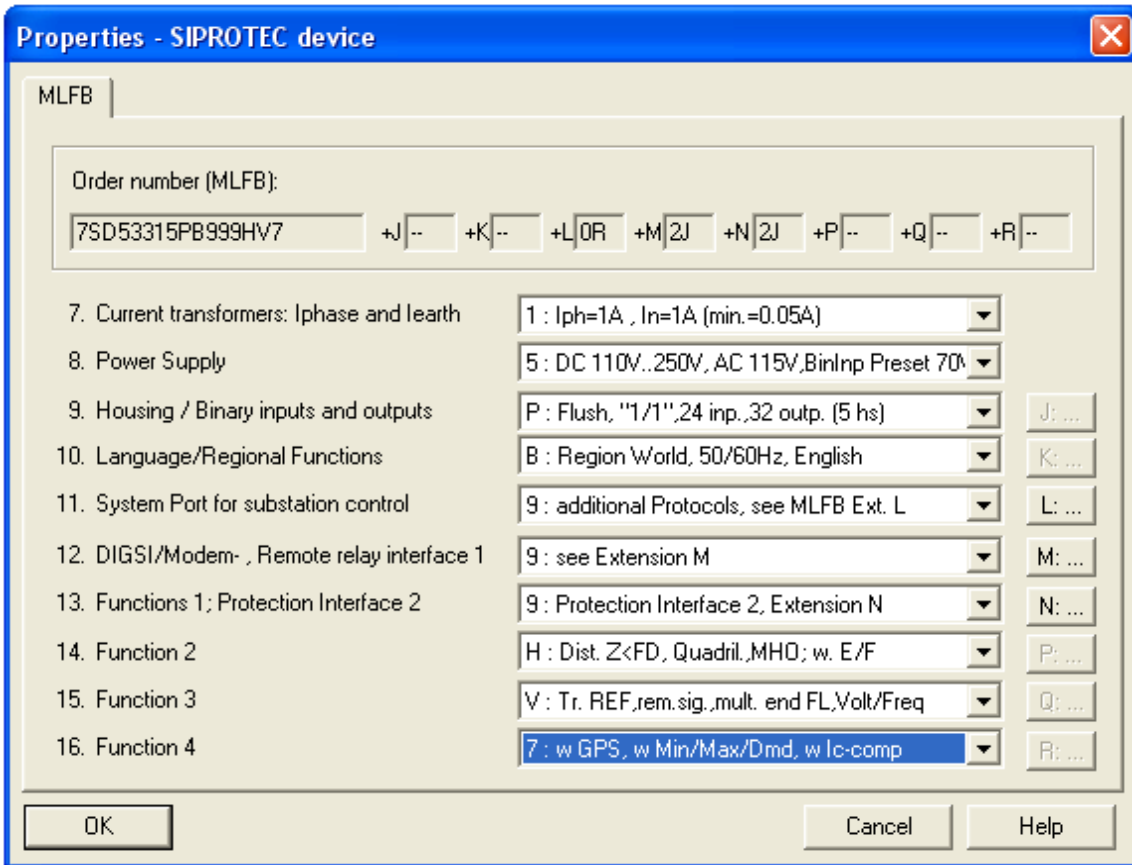 Properties - SIPROTEC device
MLFB
Order number (MLFB):
7SD53315PB999HV7 +J -- +K -- +L 0R +M 2J +N 2J +P -- +Q -- +R --
7. Current transformers: Iphase and Iearth 1 : Iph=1A , In=1A (min.=0.05A)
8. Power Supply 5 : DC 110V..250V, AC 115V,BinInp Preset 70V
9. Housing / Binary inputs and outputs P : Flush, "1/1",24 inp.,32 outp. (5 hs) J: ...
10. Language/Regional Functions B : Region World, 50/60Hz, English K: ...
11. System Port for substation control 9 : additional Protocols, see MLFB Ext. L L: ...
12. DIGSI/Modem- , Remote relay interface 1 9 : see Extension M M: ...
13. Functions 1; Protection Interface 2 9 : Protection Interface 2, Extension N N: ...
14. Function 2 H : Dist. Z<FD, Quadril.,MHO; w. E/F P: ...
15. Function 3 V : Tr. REF,rem.sig.,mult. end FL,Volt/Freq Q: ...
16. Function 4 7 : w GPS, w Min/Max/Dmd, w Ic-comp R: ...
OK Cancel Help